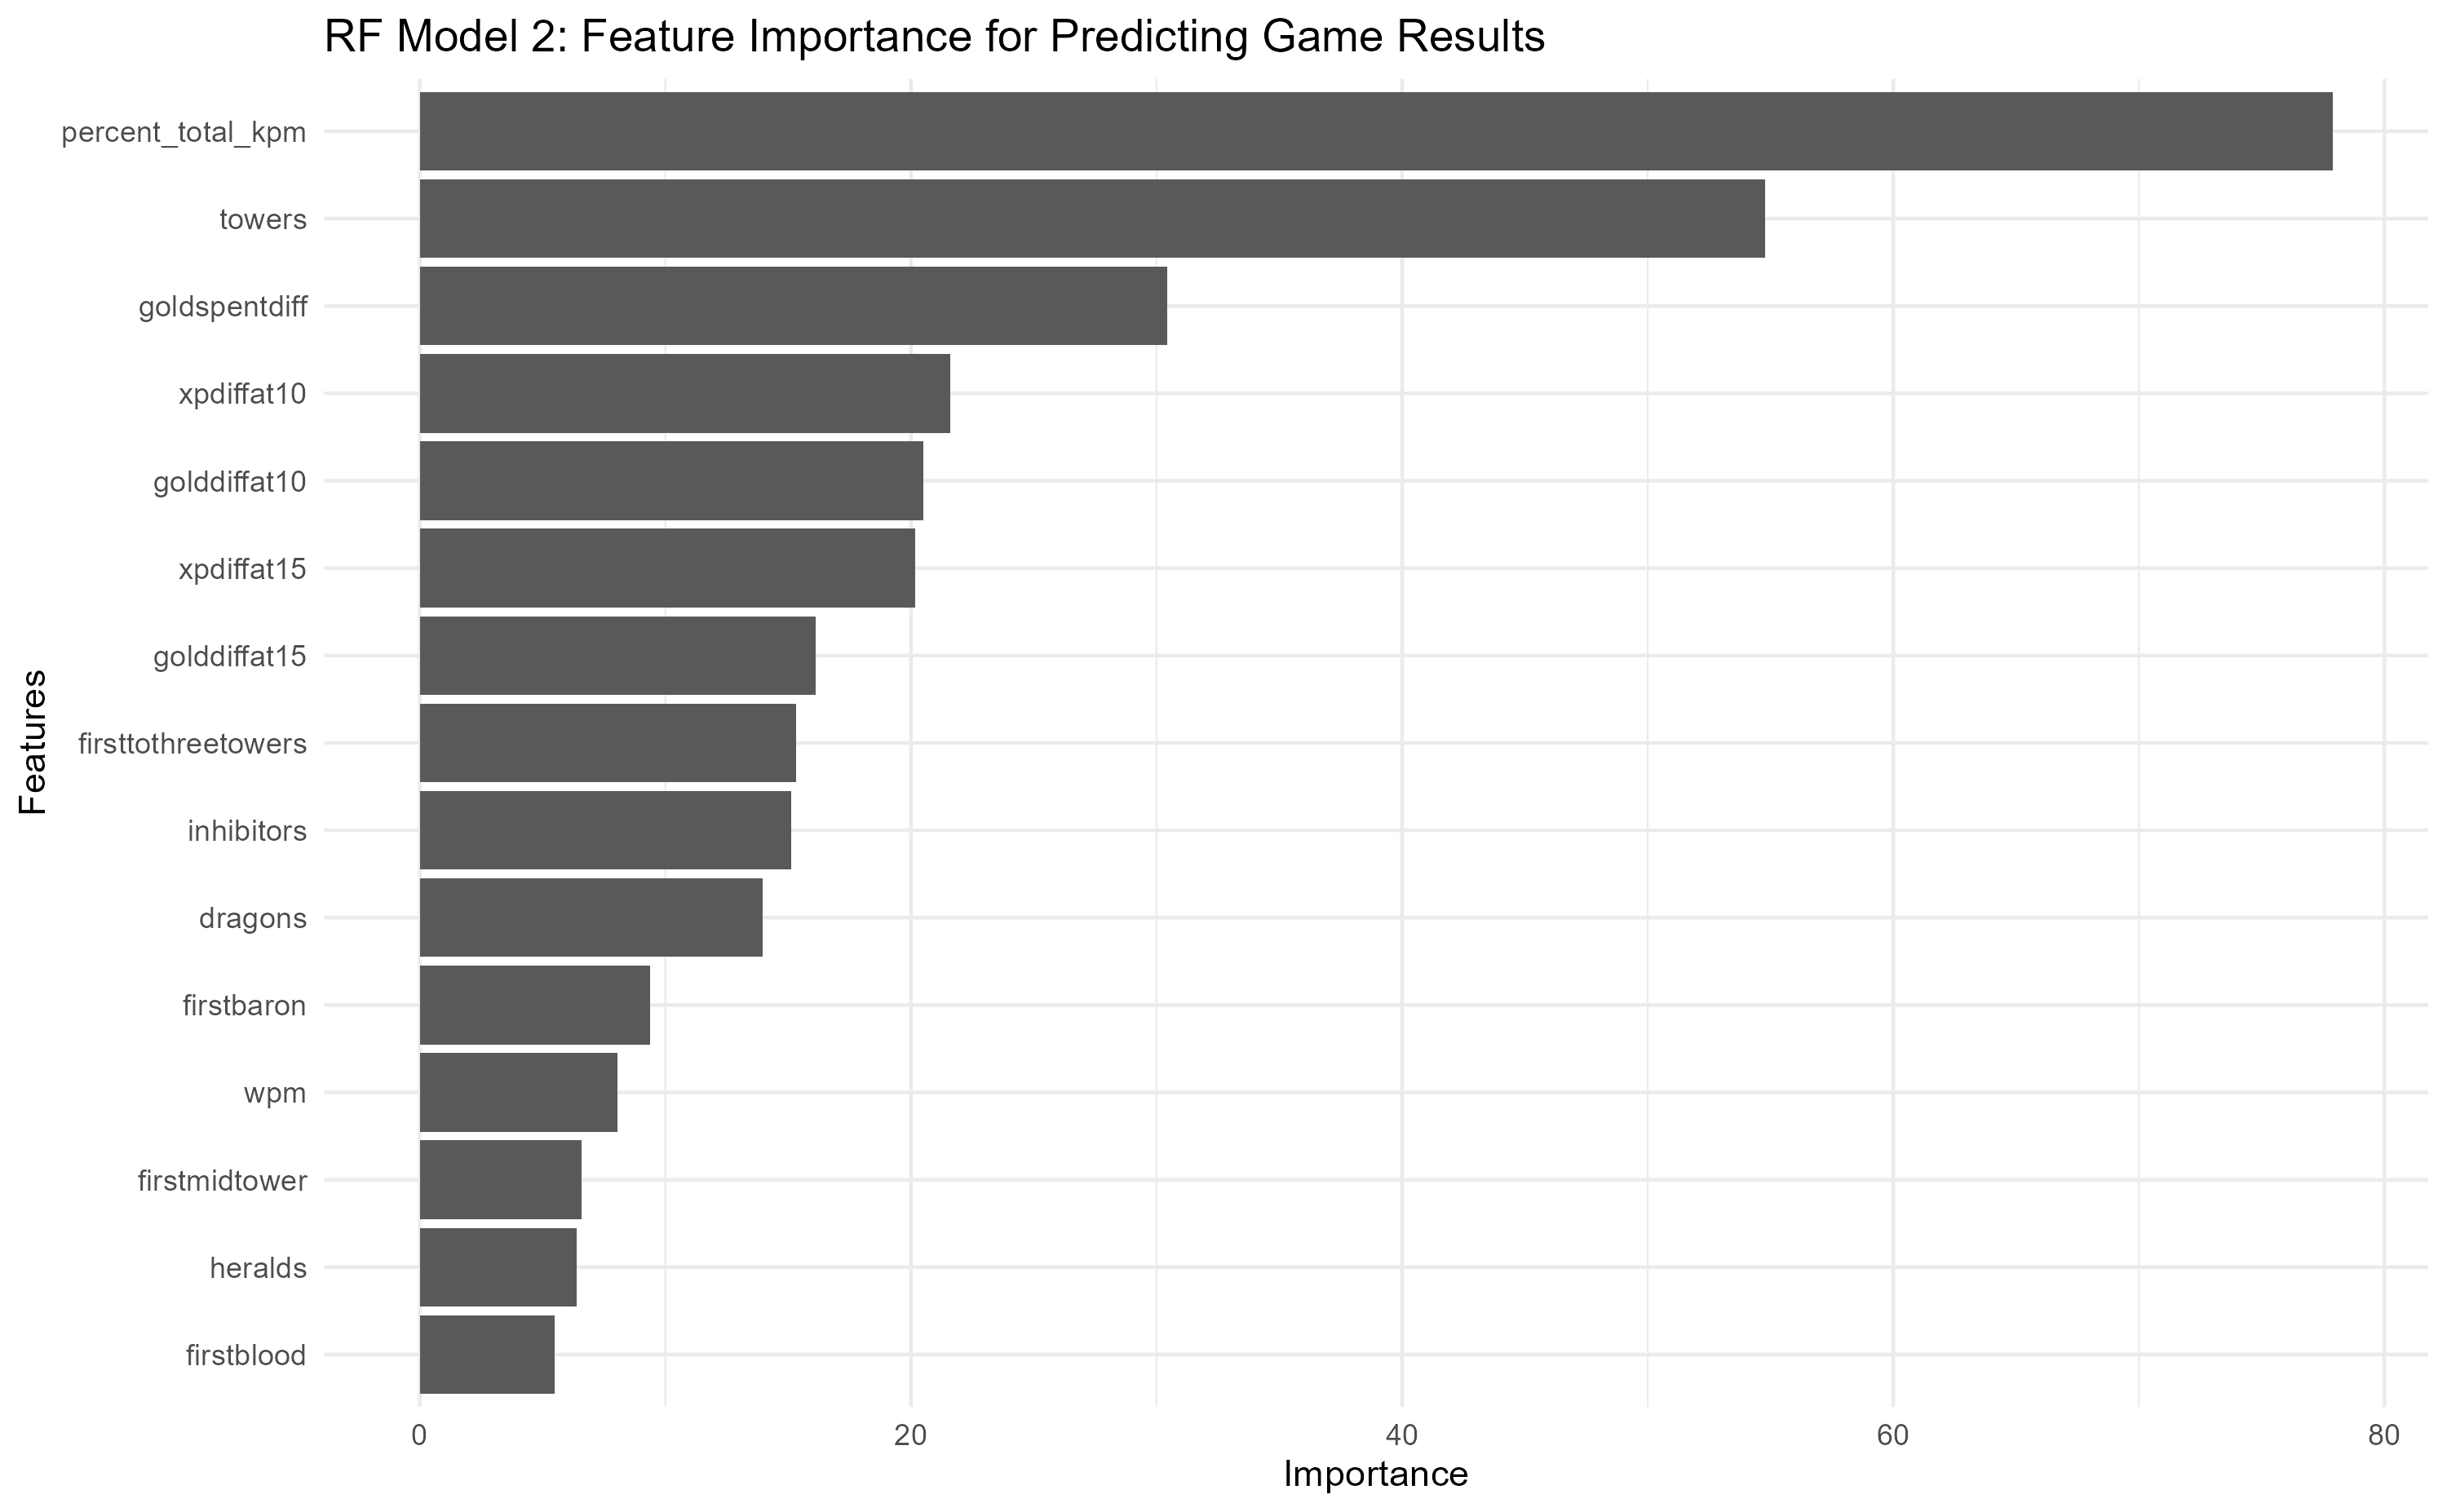 RF Model 2: Feature Importance for Predicting Game Results
percent_total_kpm
towers
goldspentdiff
xpdiffat10
golddiffat10
xpdiffat15
golddiffat15
firsttothreetowers
inhibitors
dragons
firstbaron
wpm
firstmidtower
heralds
firstblood
Features
0 20 40 60 80
Importance